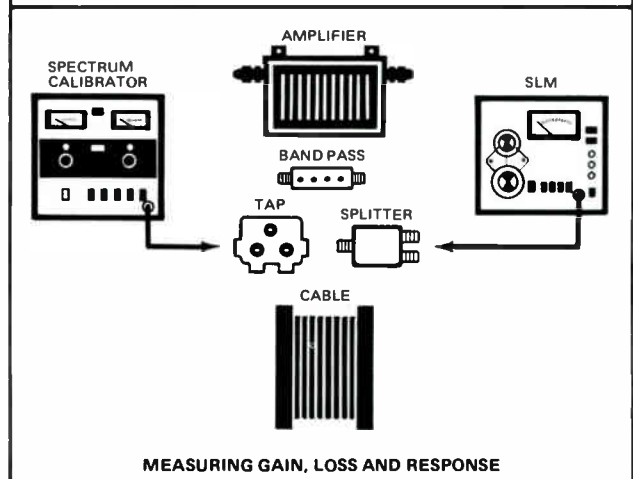 AMPLIFIER
SPECTRUM
CALIBRATOR
SLM
BAND PASS
TAP
SPLITTER
CABLE
MEASURING GAIN, LOSS AND RESPONSE